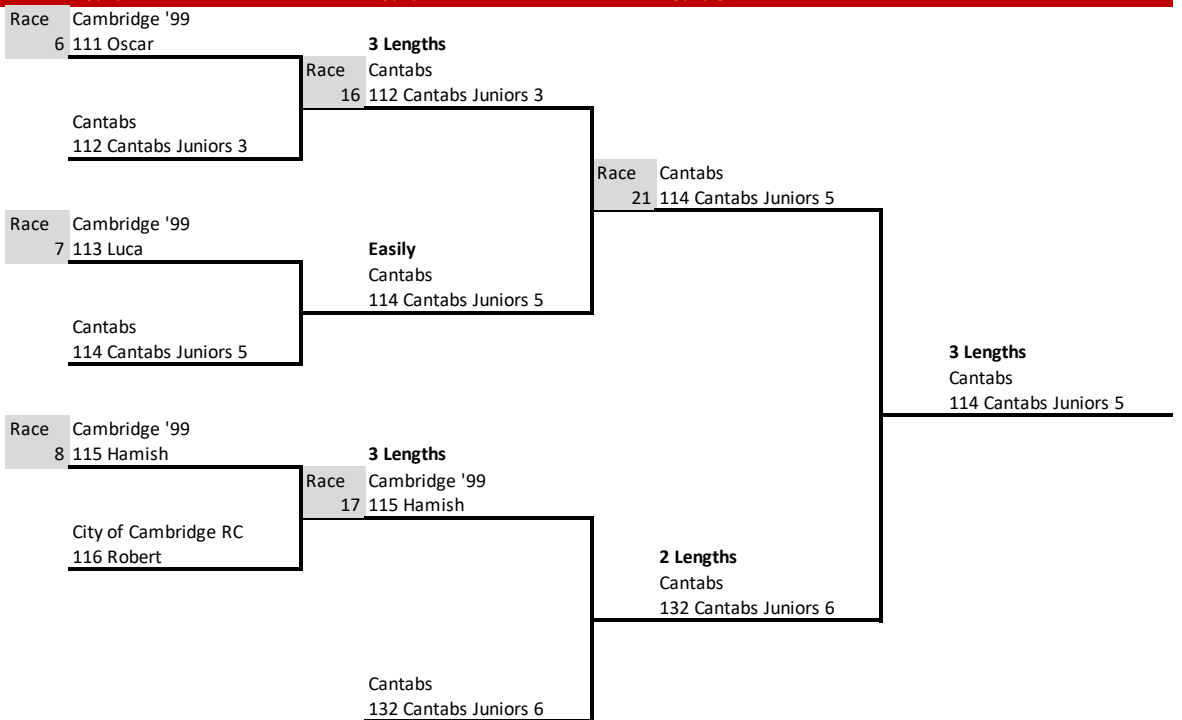 Race Cambridge '99
6 111 Oscar 3 Lengths
Race Cantabs
16 112 Cantabs Juniors 3
Cantabs
112 Cantabs Juniors 3
Race Cantabs
21 114 Cantabs Juniors 5
Race Cambridge '99
7 113 Luca Easily
Cantabs
114 Cantabs Juniors 5
Cantabs
114 Cantabs Juniors 5 3 Lengths
Cantabs
114 Cantabs Juniors 5
Race Cambridge '99
8 115 Hamish 3 Lengths
Race Cambridge '99
17 115 Hamish
City of Cambridge RC
116 Robert 2 Lengths
Cantabs
132 Cantabs Juniors 6
Cantabs
132 Cantabs Juniors 6